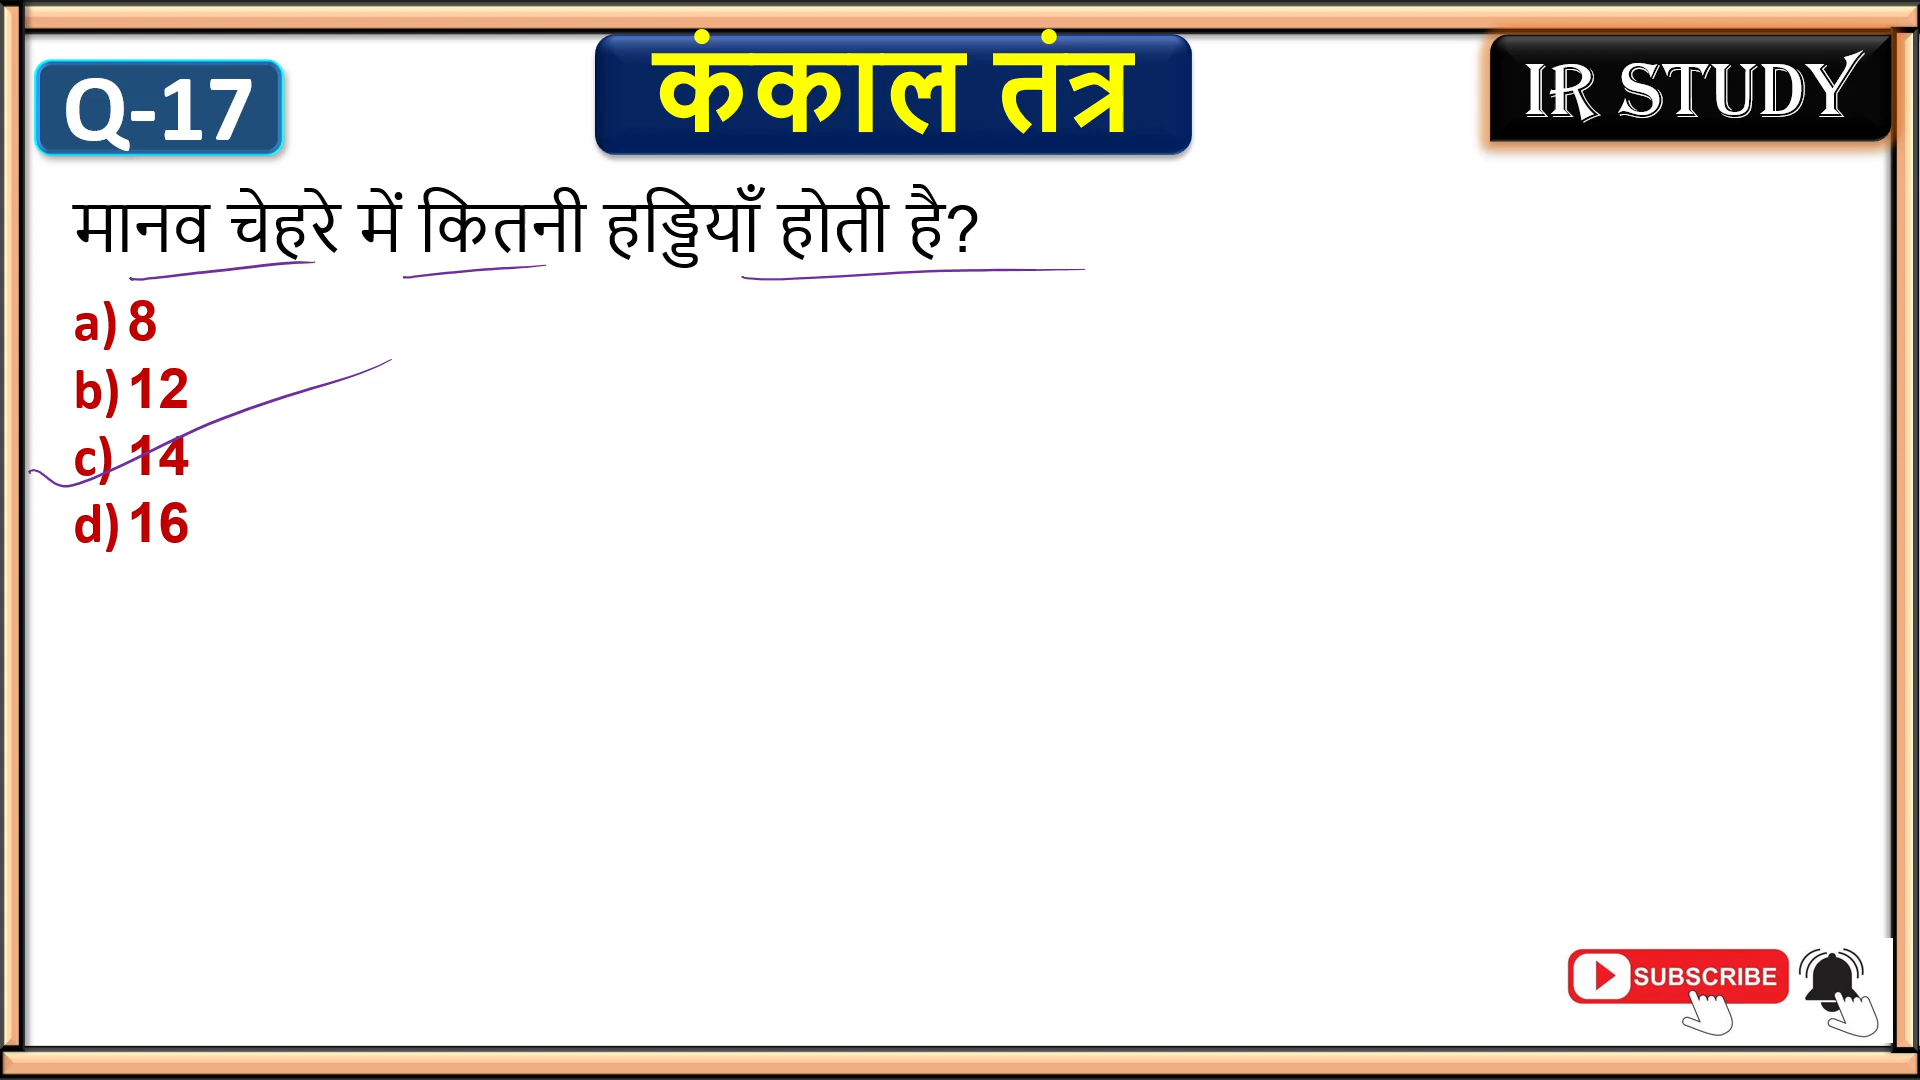 Q-17
कंकाल तंत्र
IR STUDY
मानव चेहरे में कितनी हड्डियाँ होती है?
a) 8
b) 12
c) 14
d) 16
SUBSCRIBE